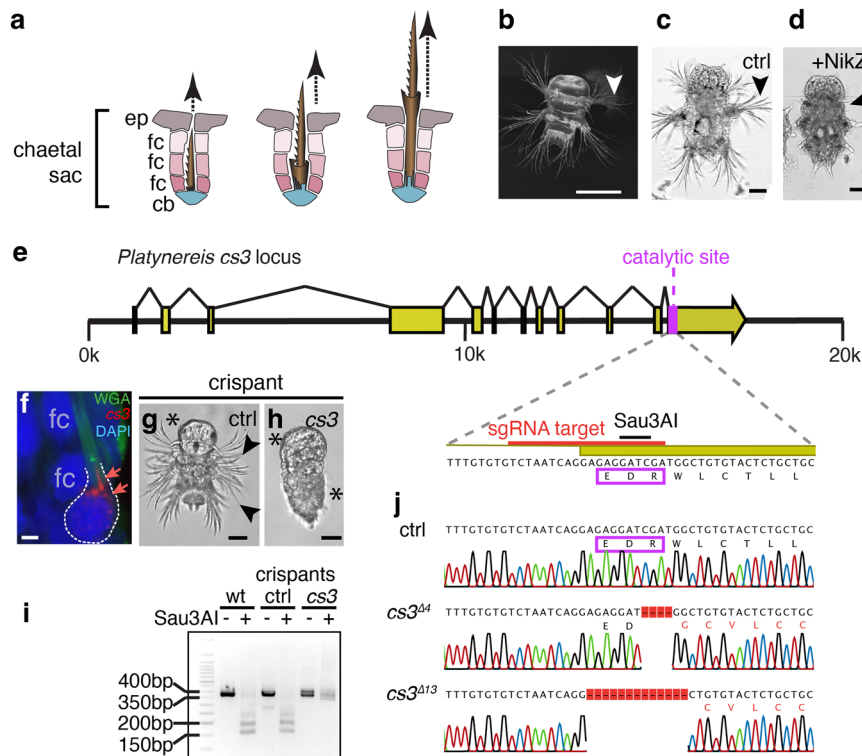 a
ep
fc
fc
fc
cb
chaetal
sac
b
c
ctrl
d
+NikZ
e
Platynereis cs3 locus
catalytic site
0k
10k
20k
crispant
f
WGA
cs3
DAPI
fc
fc
g
*
ctrl
h
cs3
*
*
Sau3AI
sgRNA target
TTTGTGTGTCTAATCAGGAGAGGATCGATGGCTGTGTACTCTGCTGC
E D R W L C T L L
i
crispants
wt ctrl cs3
Sau3AI - + - + - +
400bp
350bp
200bp
150bp
j
ctrl
TTTGTGTGTCTAATCAGGAGAGGATCGATGGCTGTGTACTCTGCTGC
E D R W L C T L L
cs3Δ4
TTTGTGTGTCTAATCAGGAGAGGAT----GGCTGTGTACTCTGCTGC
E D G C V L C C
cs3Δ13
TTTGTGTGTCTAATCAGG-------------CTGTGTACTCTGCTGC
C V L C C